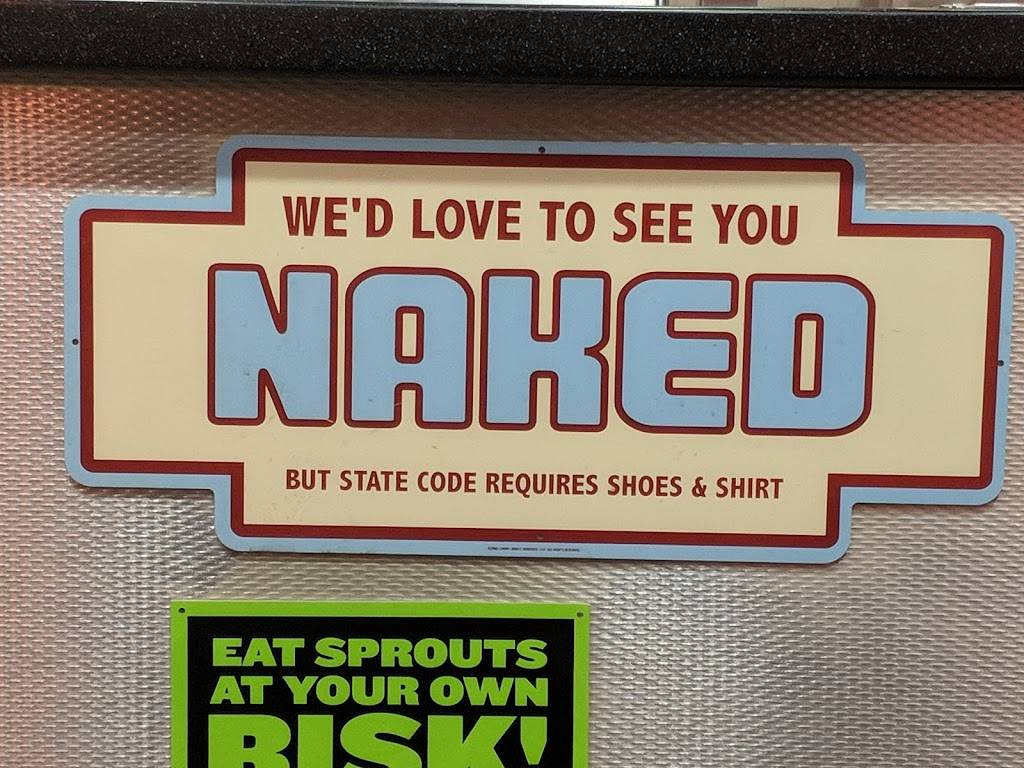 WE'D LOVE TO SEE YOU
NAKED
BUT STATE CODE REQUIRES SHOES & SHIRT
EAT SPROUTS
AT YOUR OWN
RISK!